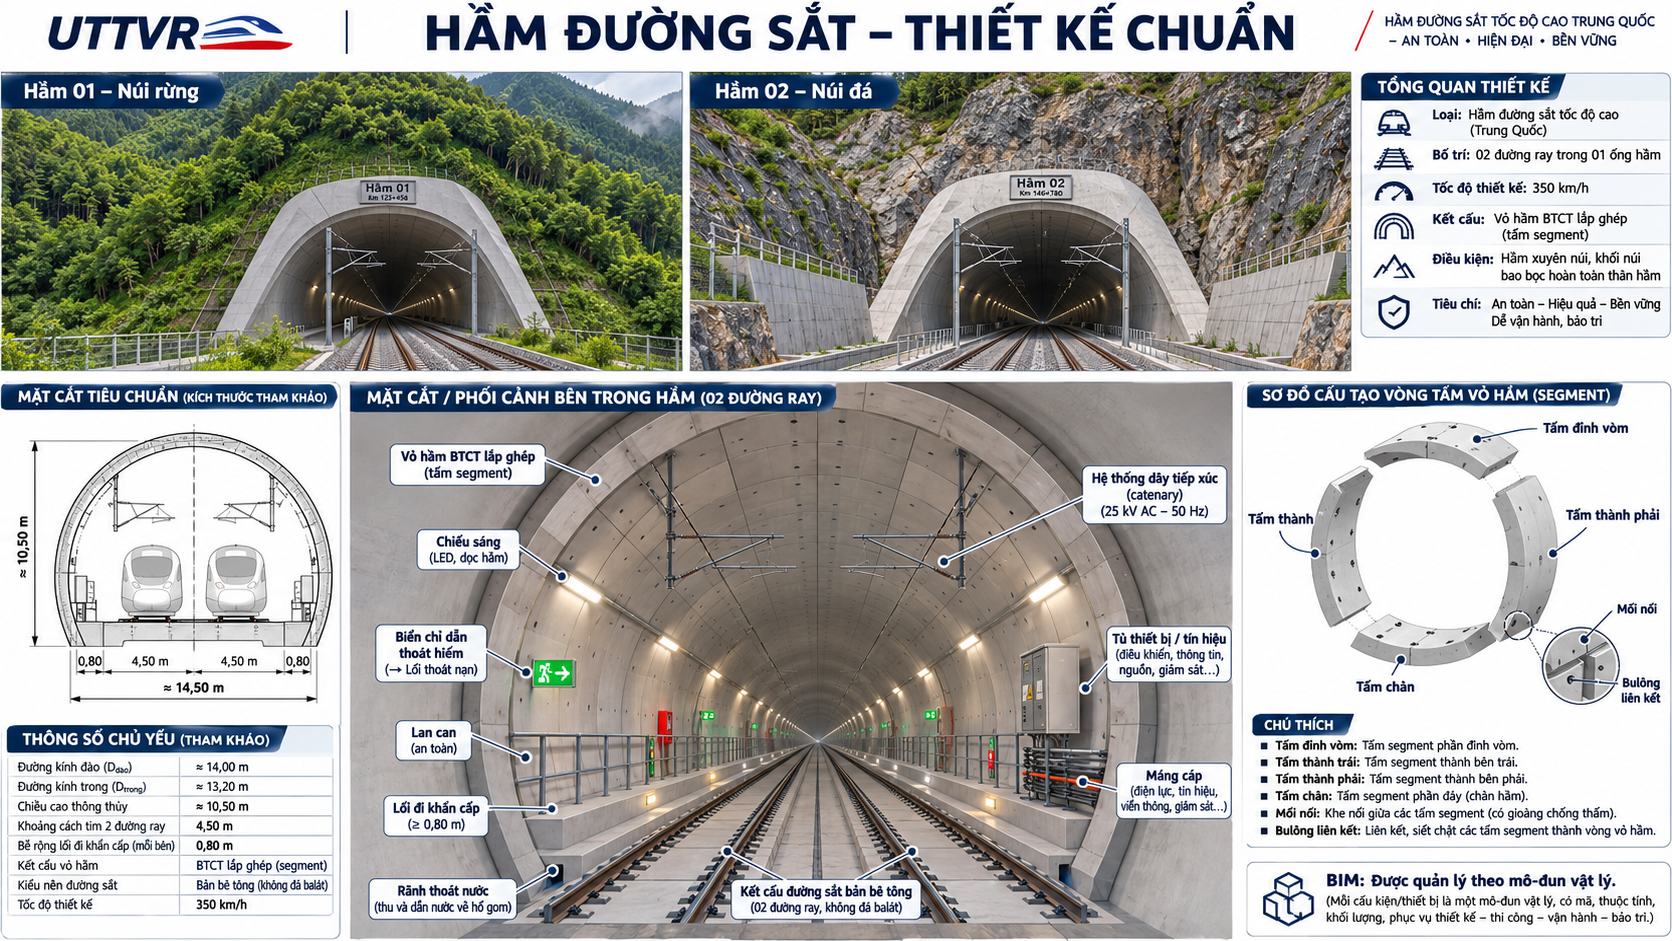 UTTVR
HẦM ĐƯỜNG SẮT – THIẾT KẾ CHUẨN
HẦM ĐƯỜNG SẮT TỐC ĐỘ CAO TRUNG QUỐC
– AN TOÀN • HIỆN ĐẠI • BỀN VỮNG
Hầm 01 – Núi rừng
Hầm 01
Km 123+450
Hầm 02 – Núi đá
Hầm 02
Km 146+780
TỔNG QUAN THIẾT KẾ
Loại: Hầm đường sắt tốc độ cao
(Trung Quốc)
Bố trí: 02 đường ray trong 01 ống hầm
Tốc độ thiết kế: 350 km/h
Kết cấu: Vỏ hầm BTCT lắp ghép
(tấm segment)
Điều kiện: Hầm xuyên núi, khối núi
bao bọc hoàn toàn thân hầm
Tiêu chí: An toàn – Hiệu quả – Bền vững
Dễ vận hành, bảo trì
MẶT CẮT TIÊU CHUẨN (KÍCH THƯỚC THAM KHẢO)
≈ 10,50 m
0,80
4,50 m
4,50 m
0,80
≈ 14,50 m
THÔNG SỐ CHỦ YẾU (THAM KHẢO)
Đường kính đào (Dđào) ≈ 14,00 m
Đường kính trong (Dtrong) ≈ 13,20 m
Chiều cao thông thủy ≈ 10,50 m
Khoảng cách tim 2 đường ray 4,50 m
Bề rộng lối đi khẩn cấp (mỗi bên) 0,80 m
Kết cấu vỏ hầm BTCT lắp ghép (segment)
Kiểu nền đường sắt Bản bê tông (không đá balát)
Tốc độ thiết kế 350 km/h
MẶT CẮT / PHỐI CẢNH BÊN TRONG HẦM (02 ĐƯỜNG RAY)
Vỏ hầm BTCT lắp ghép
(tấm segment)
Chiếu sáng
(LED, dọc hầm)
Biển chỉ dẫn
thoát hiểm
(→ Lối thoát nạn)
Lan can
(an toàn)
Lối đi khẩn cấp
(≥ 0,80 m)
Rãnh thoát nước
(thu và dẫn nước về hố gom)
Hệ thống dây tiếp xúc
(catenary)
(25 kV AC – 50 Hz)
Tủ thiết bị / tín hiệu
(điều khiển, thông tin,
nguồn, giám sát...)
Máng cáp
(điện lực, tín hiệu,
viễn thông, giám sát...)
Kết cấu đường sắt bản bê tông
(02 đường ray, không đá balát)
SƠ ĐỒ CẤU TẠO VÒNG TẤM VỎ HẦM (SEGMENT)
Tấm đỉnh vòm
Tấm thành
Tấm thành phải
Mối nối
Bulông
liên kết
Tấm chân
CHÚ THÍCH
Tấm đỉnh vòm: Tấm segment phần đỉnh vòm.
Tấm thành trái: Tấm segment thành bên trái.
Tấm thành phải: Tấm segment thành bên phải.
Tấm chân: Tấm segment phần đáy (chân hầm).
Mối nối: Khe nối giữa các tấm segment (có gioăng chống thấm).
Bulông liên kết: Liên kết, siết chặt các tấm segment thành vòng vỏ hầm.
BIM: Được quản lý theo mô-đun vật lý.
(Mỗi cấu kiện/thiết bị là một mô-đun vật lý, có mã, thuộc tính,
khối lượng, phục vụ thiết kế – thi công – vận hành – bảo trì.)